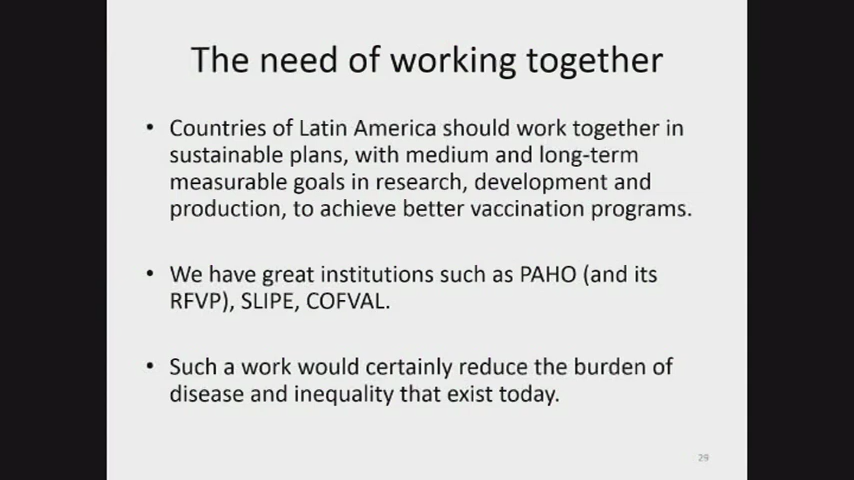 The need of working together
• Countries of Latin America should work together in
sustainable plans, with medium and long-term
measurable goals in research, development and
production, to achieve better vaccination programs.
• We have great institutions such as PAHO (and its
RFVP), SLIPE, COFVAL.
• Such a work would certainly reduce the burden of
disease and inequality that exist today.
29